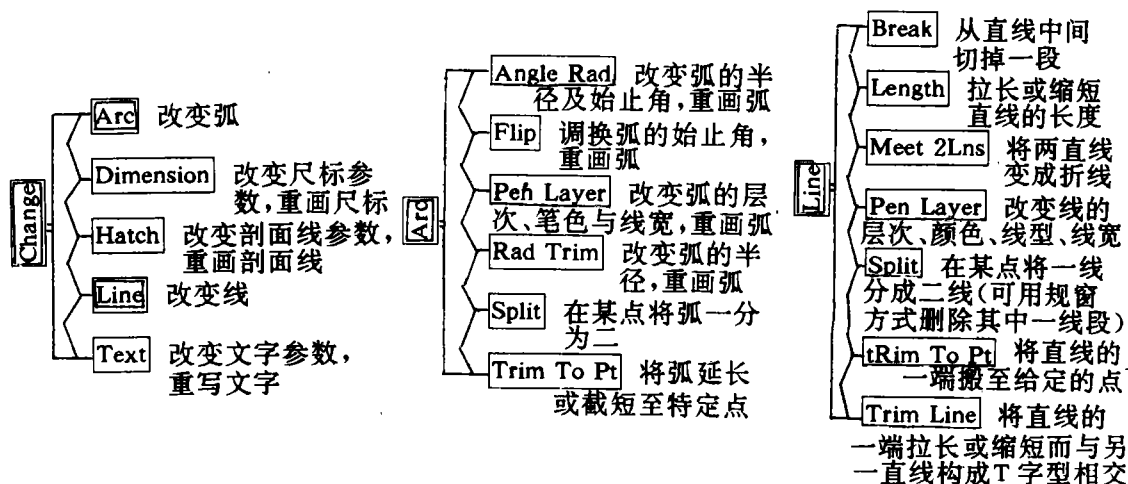 Change
Arc 改变弧
Dimension 改变尺标参
数,重画尺标
Hatch 改变剖面线参数,
重画剖面线
Line 改变线
Text 改变文字参数,
重写文字
Arc
Angle Rad 改变弧的半
径及始止角,重画弧
Flip 调换弧的始止角,
重画弧
Pen Layer 改变弧的层
次、笔色与线宽,重画弧
Rad Trim 改变弧的半
径,重画弧
Split 在某点将弧一分
为二
Trim To Pt 将弧延长
或截短至特定点
Line
Break 从直线中间
切掉一段
Length 拉长或缩短
直线的长度
Meet 2Lns 将两直线
变成折线
Pen Layer 改变线的
层次、颜色、线型、线宽
Split 在某点将一线
分成二线(可用规窗
方式删除其中一线段)
tRim To Pt 将直线的
一端搬至给定的点
Trim Line 将直线的
一端拉长或缩短而与另
一直线构成T字型相交